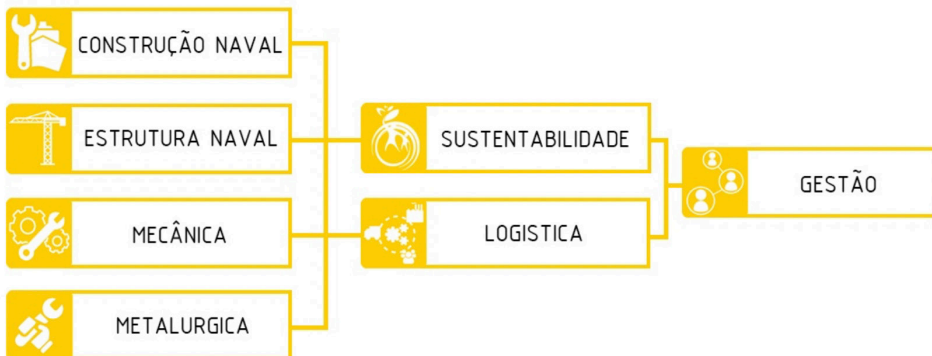 CONSTRUÇÃO NAVAL
ESTRUTURA NAVAL
MECÂNICA
METALURGICA
SUSTENTABILIDADE
LOGISTICA
GESTÃO